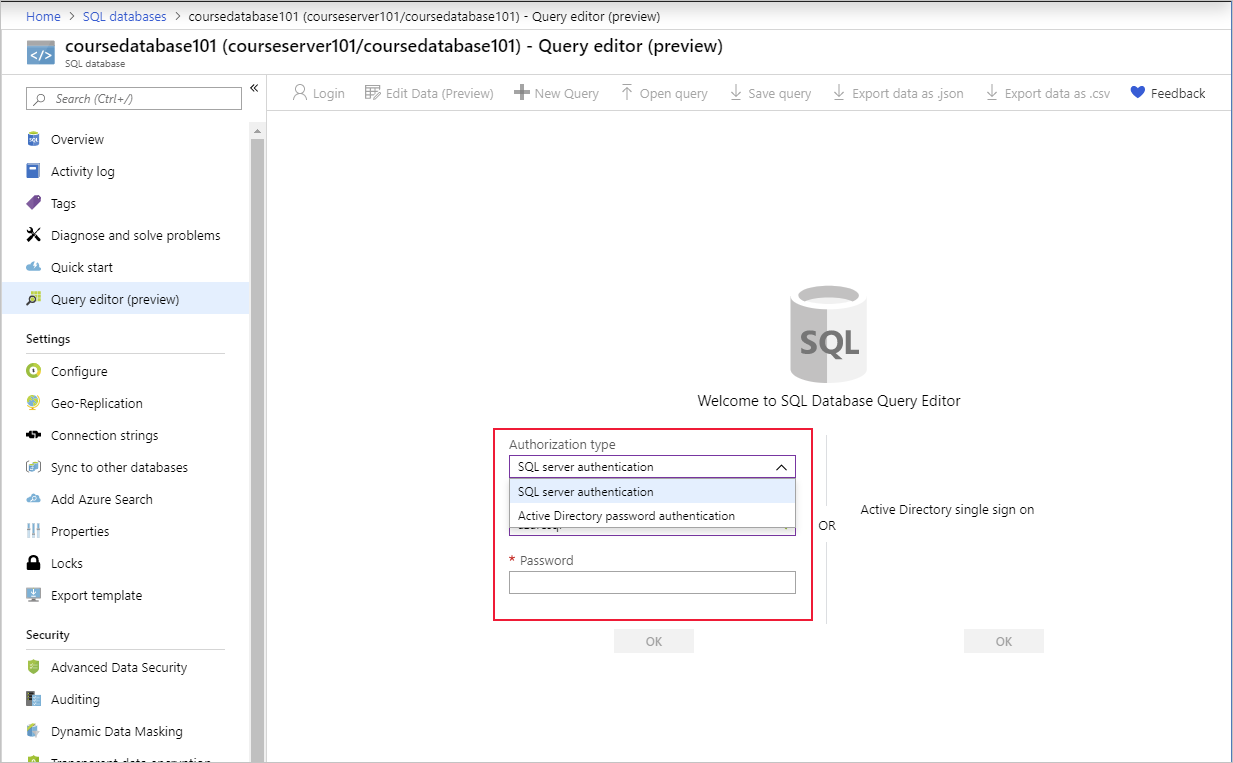 Home > SQL databases > coursedatabase101 (courseserver101/coursedatabase101) - Query editor (preview)
coursedatabase101 (courseserver101/coursedatabase101) - Query editor (preview)
SQL database
Search (Ctrl+/)
«
Login
Edit Data (Preview)
New Query
Open query
Save query
Export data as .json
Export data as .csv
Feedback
Overview
Activity log
Tags
Diagnose and solve problems
Quick start
Query editor (preview)
Settings
Configure
Geo-Replication
Connection strings
Sync to other databases
Add Azure Search
Properties
Locks
Export template
Security
Advanced Data Security
Auditing
Dynamic Data Masking
Transparent data encryption
SQL
Welcome to SQL Database Query Editor
Authorization type
SQL server authentication
SQL server authentication
Active Directory password authentication
* Password
OK
OR
Active Directory single sign on
OK